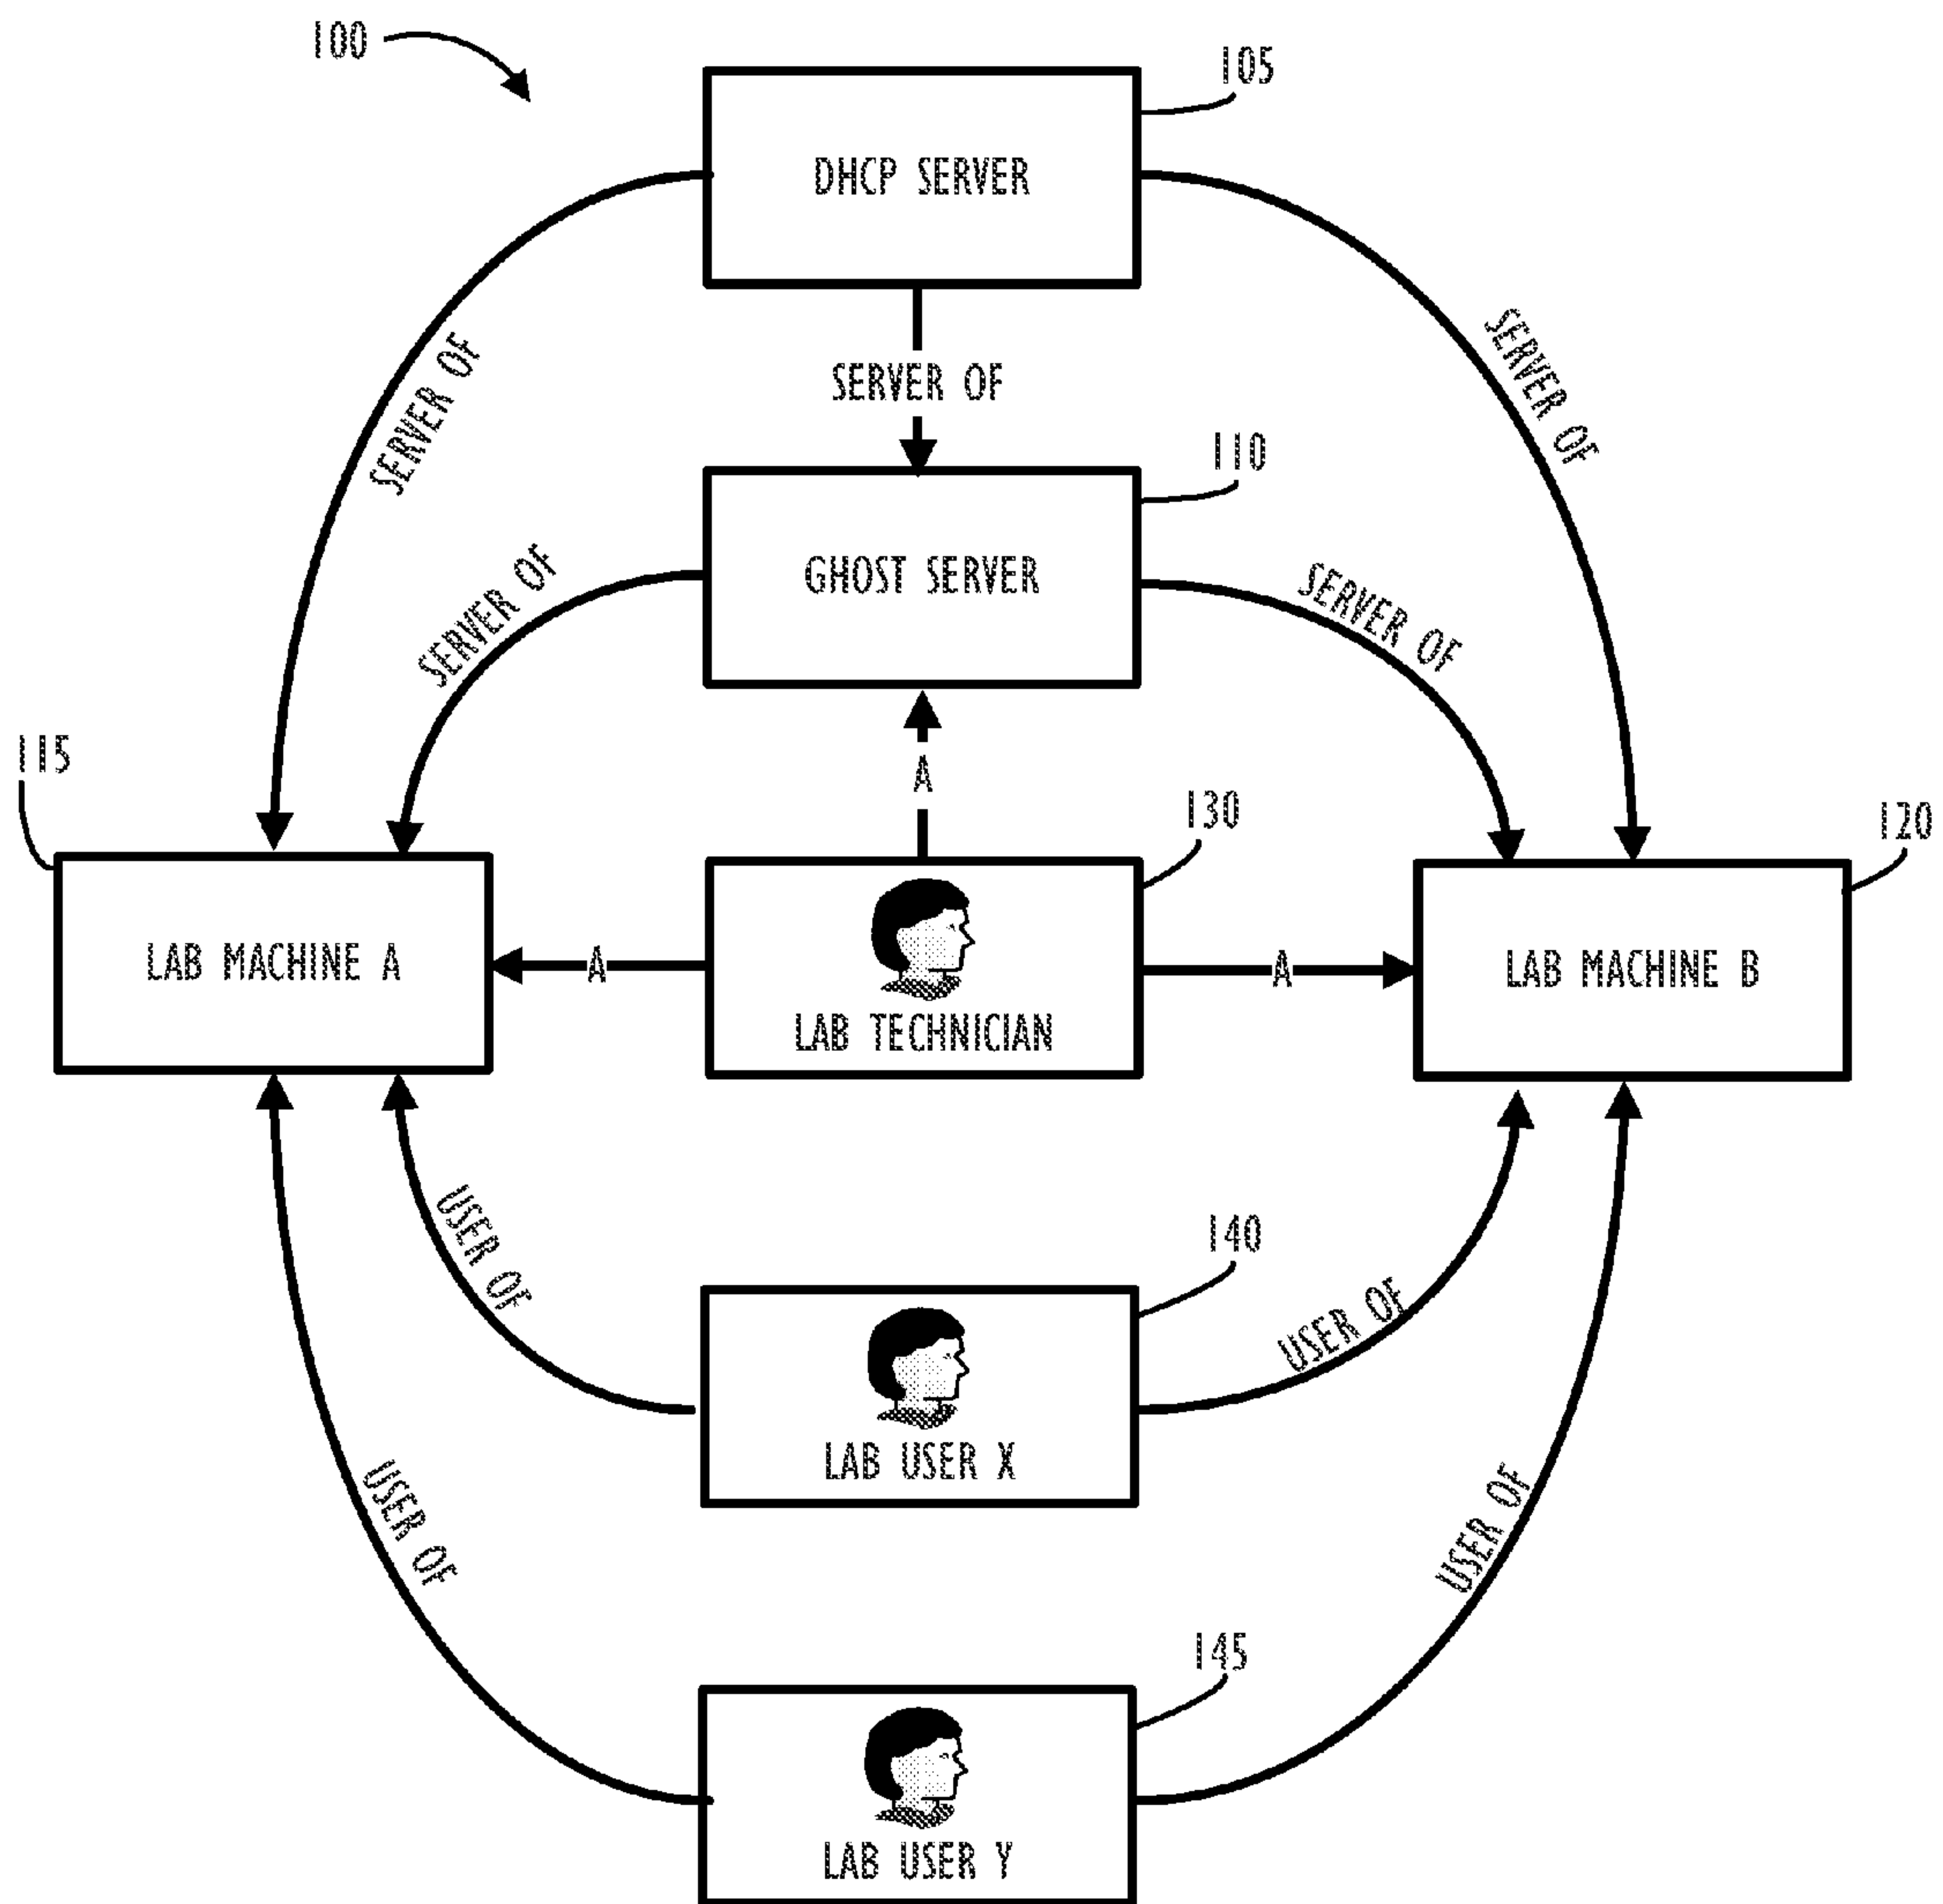 100
105
DHCP SERVER
SERVER OF
SERVER OF
SERVER OF
110
GHOST SERVER
SERVER OF
SERVER OF
115
A
130
120
LAB MACHINE A
A
LAB TECHNICIAN
A
LAB MACHINE B
USER OF
140
USER OF
LAB USER X
USER OF
USER OF
145
LAB USER Y